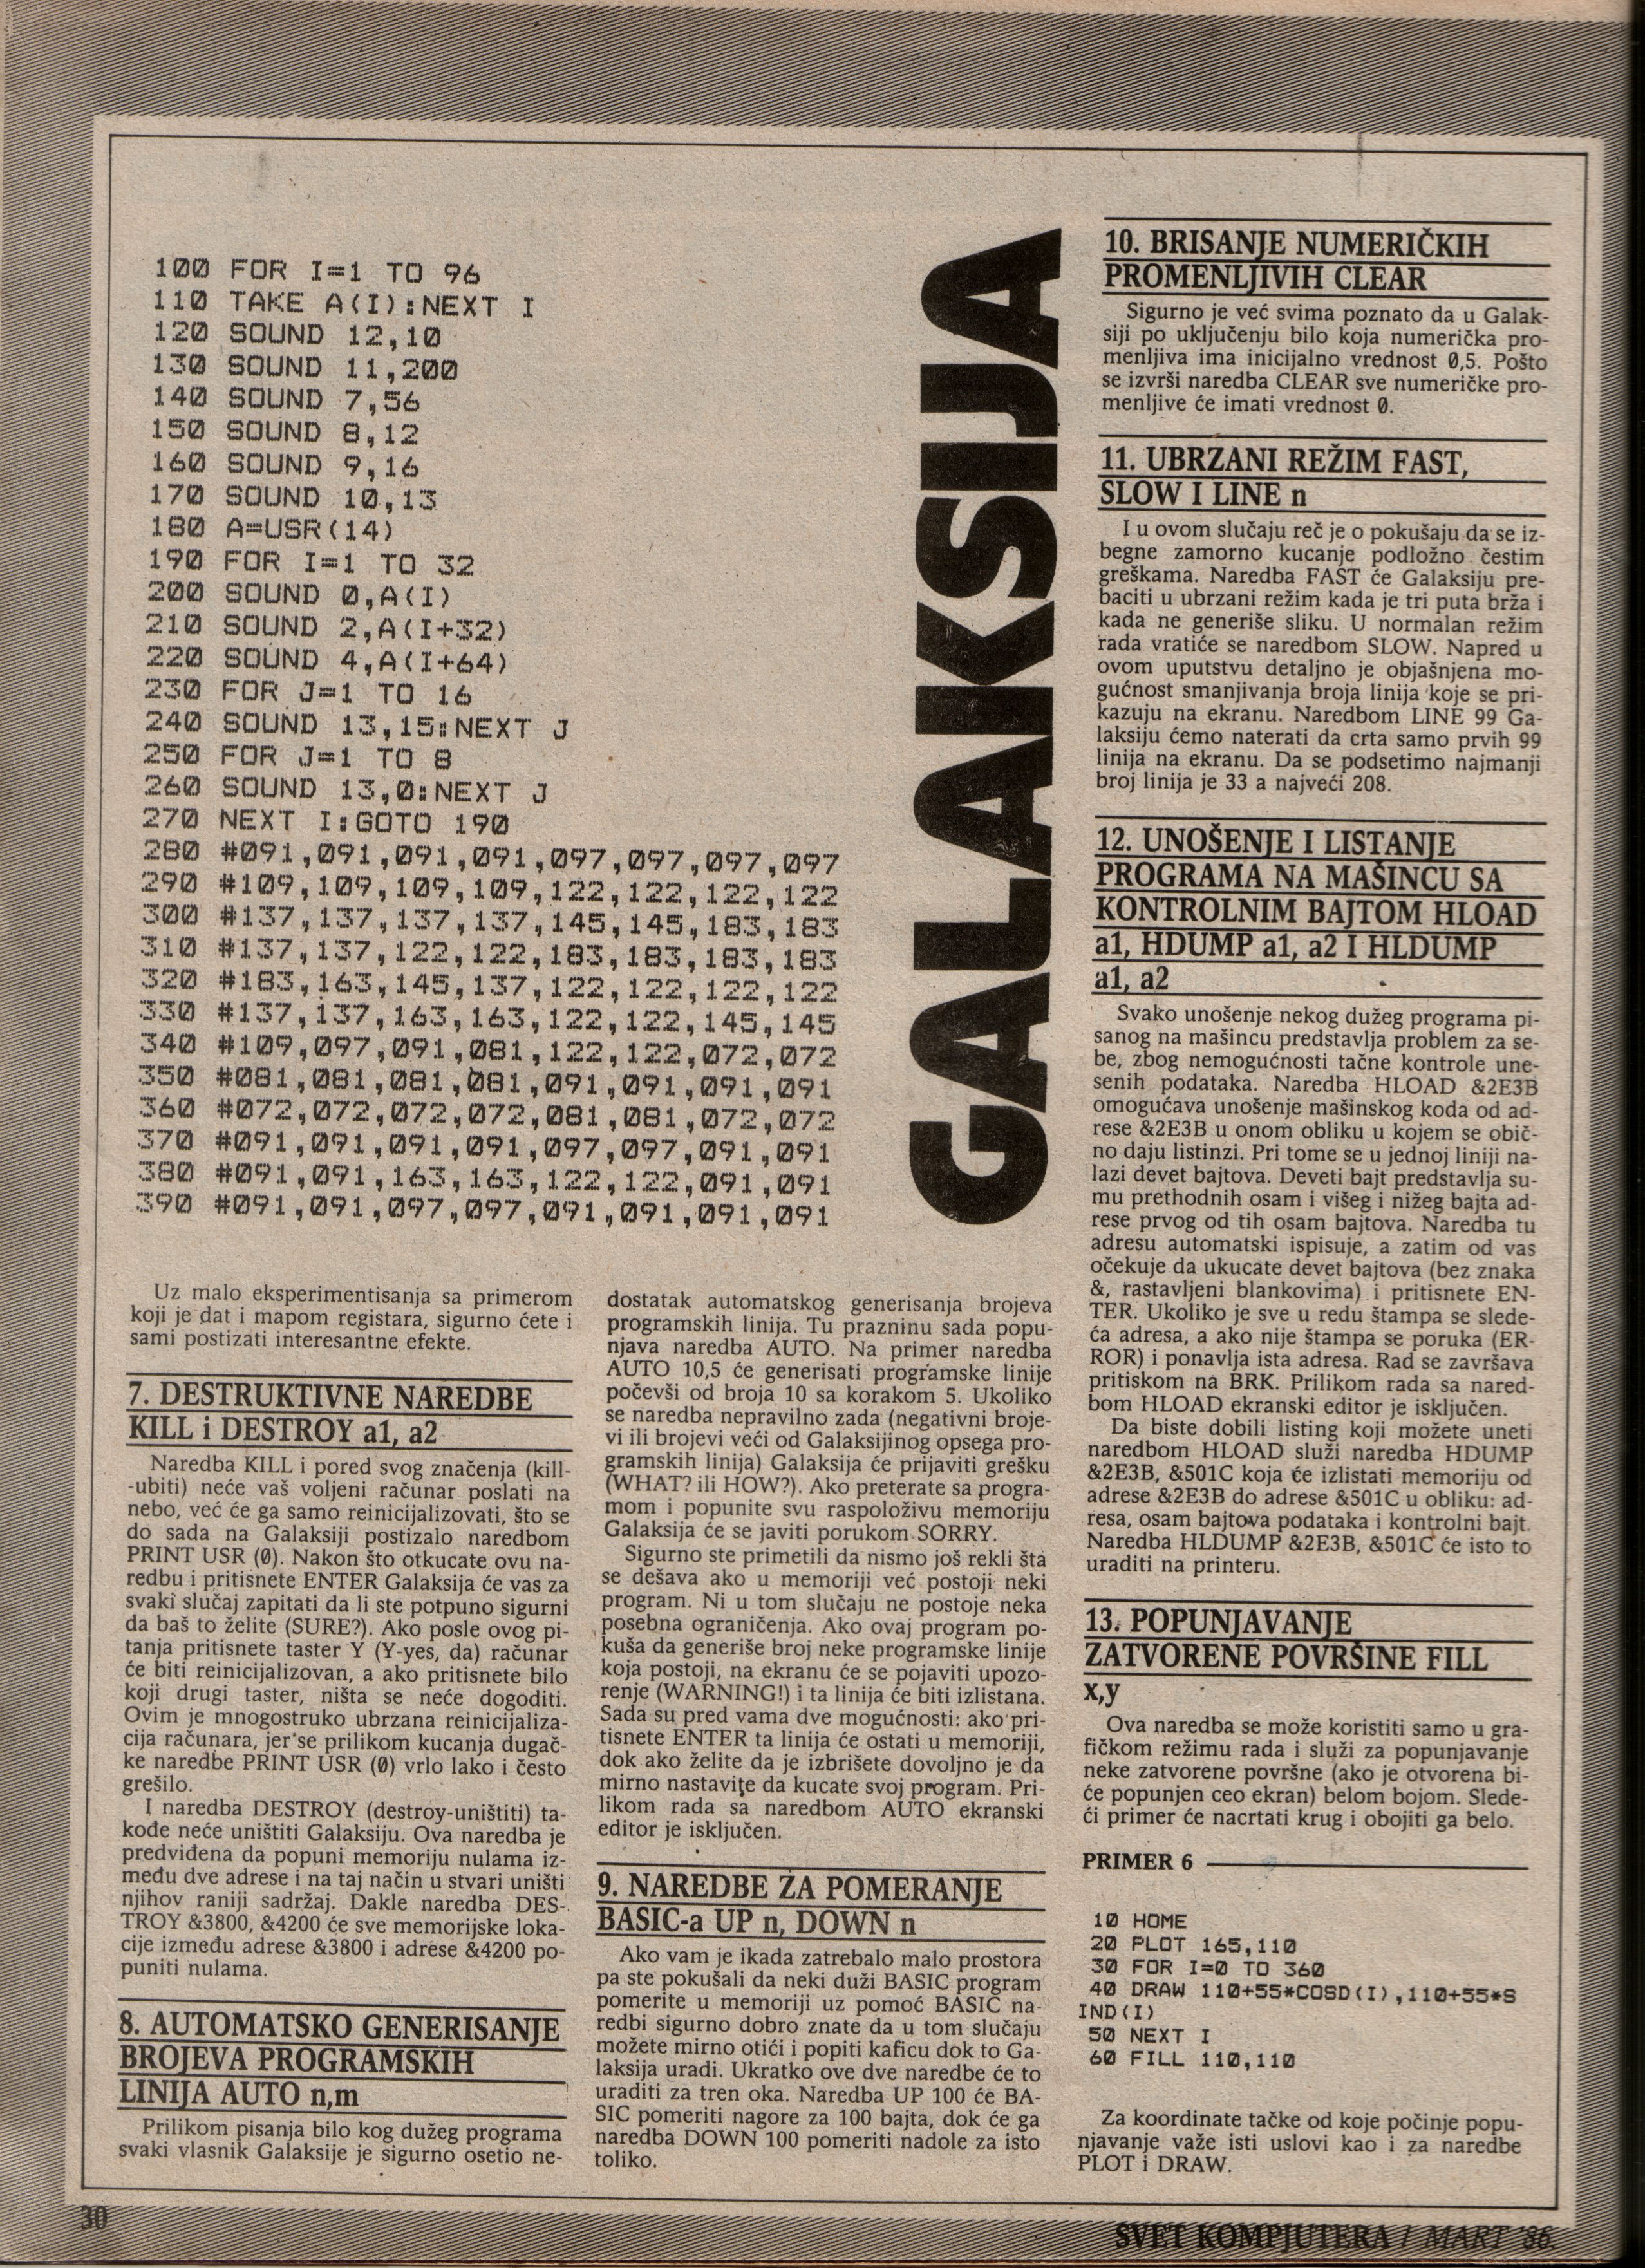 100 FOR I=1 TO 96
110 TAKE A(I):NEXT I
120 SOUND 12,10
130 SOUND 11,200
140 SOUND 7,56
150 SOUND 8,12
160 SOUND 9,16
170 SOUND 10,13
180 A=USR(14)
190 FOR I=1 TO 32
200 SOUND 0,A(I)
210 SOUND 2,A(I+32)
220 SOUND 4,A(I+64)
230 FOR J=1 TO 16
240 SOUND 13,15:NEXT J
250 FOR J=1 TO 8
260 SOUND 13,0:NEXT J
270 NEXT I:GOTO 190
280 #091,091,091,091,097,097,097,097
290 #109,109,109,109,122,122,122,122
300 #137,137,137,137,145,145,183,183
310 #137,137,122,122,183,183,183,183
320 #183,163,145,137,122,122,122,122
330 #137,137,163,163,122,122,145,145
340 #109,097,091,081,122,122,072,072
350 #081,081,081,081,091,091,091,091
360 #072,072,072,072,081,081,072,072
370 #091,091,091,091,097,097,091,091
380 #091,091,163,163,122,122,091,091
390 #091,091,097,097,091,091,091,091
GALAKSIJA
Uz malo eksperimentisanja sa primerom
koji je dat i mapom registara, sigurno ćete i
sami postizati interesantne efekte.
7. DESTRUKTIVNE NAREDBE
KILL i DESTROY a1, a2
Naredba KILL i pored svog značenja (kill-
-ubiti) neće vaš voljeni računar poslati na
nebo, već će ga samo reinicijalizovati, što se
do sada na Galaksiji postizalo naredbom
PRINT USR (0). Nakon što otkucate ovu na-
redbu i pritisnete ENTER Galaksija će vas za
svaki slučaj zapitati da li ste potpuno sigurni
da baš to želite (SURE?). Ako posle ovog pi-
tanja pritisnete taster Y (Y-yes, da) računar
će biti reinicijalizovan, a ako pritisnete bilo
koji drugi taster, ništa se neće dogoditi.
Ovim je mnogostruko ubrzana reinicijaliza-
cija računara, jer se prilikom kucanja dugač-
ke naredbe PRINT USR (0) vrlo lako i često
grešilo.
I naredba DESTROY (destroy-uništiti) ta-
kođe neće uništiti Galaksiju. Ova naredba je
predviđena da popuni memoriju nulama iz-
među dve adrese i na taj način u stvari uništi
njihov raniji sadržaj. Dakle naredba DES-
TROY &3800, &4200 će sve memorijske loka-
cije između adrese &3800 i adrese &4200 po-
puniti nulama.
8. AUTOMATSKO GENERISANJE
BROJEVA PROGRAMSKIH
LINIJA AUTO n,m
Prilikom pisanja bilo kog dužeg programa
svaki vlasnik Galaksije je sigurno osetio ne-
dostatak automatskog generisanja brojeva
programskih linija. Tu prazninu sada popu-
njava naredba AUTO. Na primer naredba
AUTO 10,5 će generisati programske linije
počevši od broja 10 sa korakom 5. Ukoliko
se naredba nepravilno zada (negativni broje-
vi ili brojevi veći od Galaksijinog opsega pro-
gramskih linija) Galaksija će prijaviti grešku
(WHAT? ili HOW?). Ako preterate sa progra-
mom i popunite svu raspoloživu memoriju
Galaksija će se javiti porukom SORRY.
Sigurno ste primetili da nismo još rekli šta
se dešava ako u memoriji već postoji neki
program. Ni u tom slučaju ne postoje neka
posebna ograničenja. Ako ovaj program po-
kuša da generiše broj neke programske linije
koja postoji, na ekranu će se pojaviti upozo-
renje (WARNING!) i ta linija će biti izlistana.
Sada su pred vama dve mogućnosti: ako pri-
tisnete ENTER ta linija će ostati u memoriji,
dok ako želite da je izbrišete dovoljno je da
mirno nastavite da kucate svoj program. Pri-
likom rada sa naredbom AUTO ekranski
editor je isključen.
9. NAREDBE ZA POMERANJE
BASIC-a UP n, DOWN n
Ako vam je ikada zatrebalo malo prostora
pa ste pokušali da neki duži BASIC program
pomerite u memoriji uz pomoć BASIC na-
redbi sigurno dobro znate da u tom slučaju
možete mirno otići i popiti kaficu dok to Ga-
laksija uradi. Ukratko ove dve naredbe će to
uraditi za tren oka. Naredba UP 100 će BA-
SIC pomeriti nagore za 100 bajta, dok će ga
naredba DOWN 100 pomeriti nadole za isto
toliko.
10. BRISANJE NUMERIČKIH
PROMENLJIVIH CLEAR
Sigurno je već svima poznato da u Galak-
siji po uključenju bilo koja numerička pro-
menljiva ima inicijalno vrednost 0,5. Pošto
se izvrši naredba CLEAR sve numeričke pro-
menljive će imati vrednost 0.
11. UBRZANI REŽIM FAST,
SLOW I LINE n
I u ovom slučaju reč je o pokušaju da se iz-
begne zamorno kucanje podložno čestim
greškama. Naredba FAST će Galaksiju pre-
baciti u ubrzani režim kada je tri puta brža i
kada ne generiše sliku. U normalan režim
rada vratiće se naredbom SLOW. Napred u
ovom uputstvu detaljno je objašnjena mo-
gućnost smanjivanja broja linija koje se pri-
kazuju na ekranu. Naredbom LINE 99 Ga-
laksiju ćemo naterati da crta samo prvih 99
linija na ekranu. Da se podsetimo najmanji
broj linija je 33 a najveći 208.
12. UNOŠENJE I LISTANJE
PROGRAMA NA MAŠINCU SA
KONTROLNIM BAJTOM HLOAD
a1, HDUMP a1, a2 I HLDUMP
a1, a2
Svako unošenje nekog dužeg programa pi-
sanog na mašincu predstavlja problem za se-
be, zbog nemogućnosti tačne kontrole une-
senih podataka. Naredba HLOAD &2E3B
omogućava unošenje mašinskog koda od ad-
rese &2E3B u onom obliku u kojem se obič-
no daju listinzi. Pri tome se u jednoj liniji na-
lazi devet bajtova. Deveti bajt predstavlja su-
mu prethodnih osam i višeg i nižeg bajta ad-
rese prvog od tih osam bajtova. Naredba tu
adresu automatski ispisuje, a zatim od vas
očekuje da ukucate devet bajtova (bez znaka
&, rastavljeni blankovima) i pritisnete EN-
TER. Ukoliko je sve u redu štampa se slede-
ća adresa, a ako nije štampa se poruka (ER-
ROR) i ponavlja ista adresa. Rad se završava
pritiskom na BRK. Prilikom rada sa nared-
bom HLOAD ekranski editor je isključen.
Da biste dobili listing koji možete uneti
naredbom HLOAD služi naredba HDUMP
&2E3B, &501C koja će izlistati memoriju od
adrese &2E3B do adrese &501C u obliku: ad-
resa, osam bajtova podataka i kontrolni bajt.
Naredba HLDUMP &2E3B, &501C će isto to
uraditi na printeru.
13. POPUNJAVANJE
ZATVORENE POVRŠINE FILL
x,y
Ova naredba se može koristiti samo u gra-
fičkom režimu rada i služi za popunjavanje
neke zatvorene površne (ako je otvorena bi-
će popunjen ceo ekran) belom bojom. Slede-
ći primer će nacrtati krug i obojiti ga belo.
PRIMER 6
10 HOME
20 PLOT 165,110
30 FOR I=0 TO 360
40 DRAW 110+55*COSD(I),110+55*S
IND(I)
50 NEXT I
60 FILL 110,110
Za koordinate tačke od koje počinje popu-
njavanje važe isti uslovi kao i za naredbe
PLOT i DRAW.
30
SVET KOMPJUTERA / MART '86.